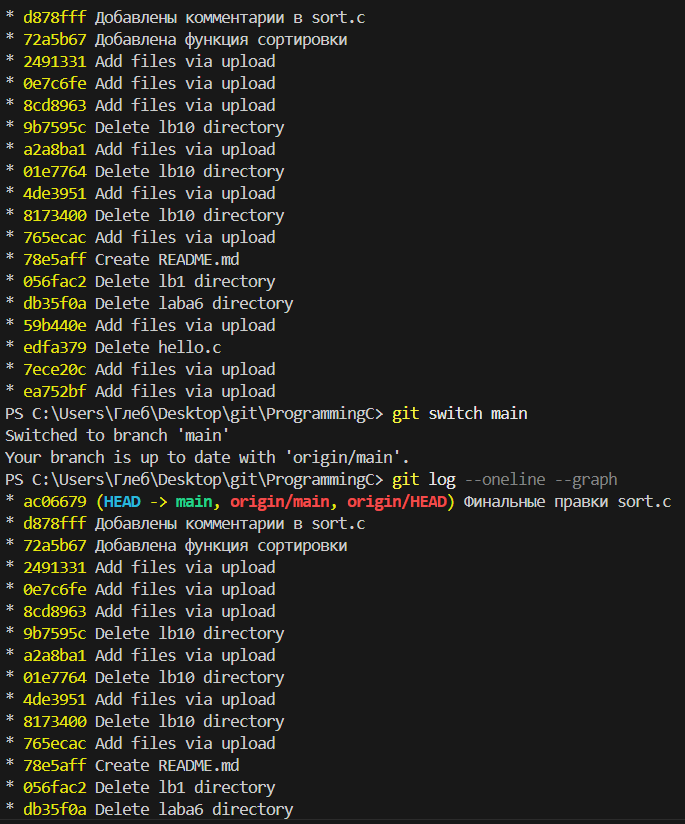 * d878fff Добавлены комментарии в sort.c
* 72a5b67 Добавлена функция сортировки
* 2491331 Add files via upload
* 0e7c6fe Add files via upload
* 8cd8963 Add files via upload
* 9b7595c Delete lb10 directory
* a2a8ba1 Add files via upload
* 01e7764 Delete lb10 directory
* 4de3951 Add files via upload
* 8173400 Delete lb10 directory
* 765ecac Add files via upload
* 78e5aff Create README.md
* 056fac2 Delete lb1 directory
* db35f0a Delete laba6 directory
* 59b440e Add files via upload
* edfa379 Delete hello.c
* 7ece20c Add files via upload
* ea752bf Add files via upload
PS C:\Users\Глеб\Desktop\git\ProgrammingC> git switch main
Switched to branch 'main'
Your branch is up to date with 'origin/main'.
PS C:\Users\Глеб\Desktop\git\ProgrammingC> git log --oneline --graph
* ac06679 (HEAD -> main, origin/main, origin/HEAD) Финальные правки sort.c
* d878fff Добавлены комментарии в sort.c
* 72a5b67 Добавлена функция сортировки
* 2491331 Add files via upload
* 0e7c6fe Add files via upload
* 8cd8963 Add files via upload
* 9b7595c Delete lb10 directory
* a2a8ba1 Add files via upload
* 01e7764 Delete lb10 directory
* 4de3951 Add files via upload
* 8173400 Delete lb10 directory
* 765ecac Add files via upload
* 78e5aff Create README.md
* 056fac2 Delete lb1 directory
* db35f0a Delete laba6 directory